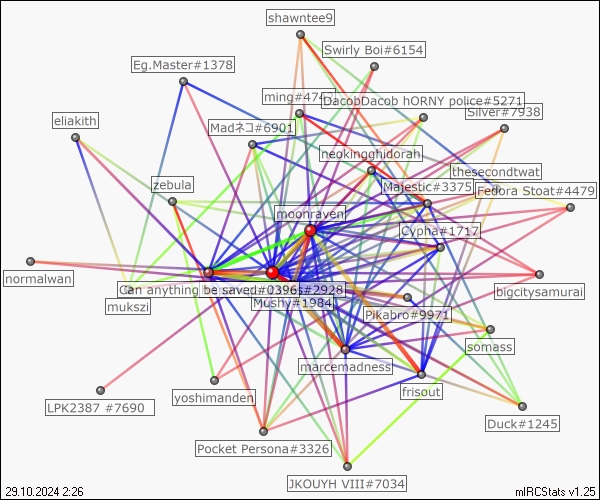 shawntee9
Swirly Boi#6154
Eg.Master#1378
ming#4742
DacobDacob hORNY police#5271
Silver#7938
eliakith
Madネコ#6901
neokingghidorah
thesecondtwat
zebula
Majestic#3375
Fedora Stoat#4479
moonraven
Cypha#1717
normalwan
Can anything be saved#0396
s#2928
bigcitysamurai
mukszi
Mushy#1984
Pikabro#9971
somass
marcemadness
frisout
yoshimanden
LPK2387 #7690
Duck#1245
Pocket Persona#3326
JKOUYH VIII#7034
29.10.2024 2:26
mIRCStats v1.25